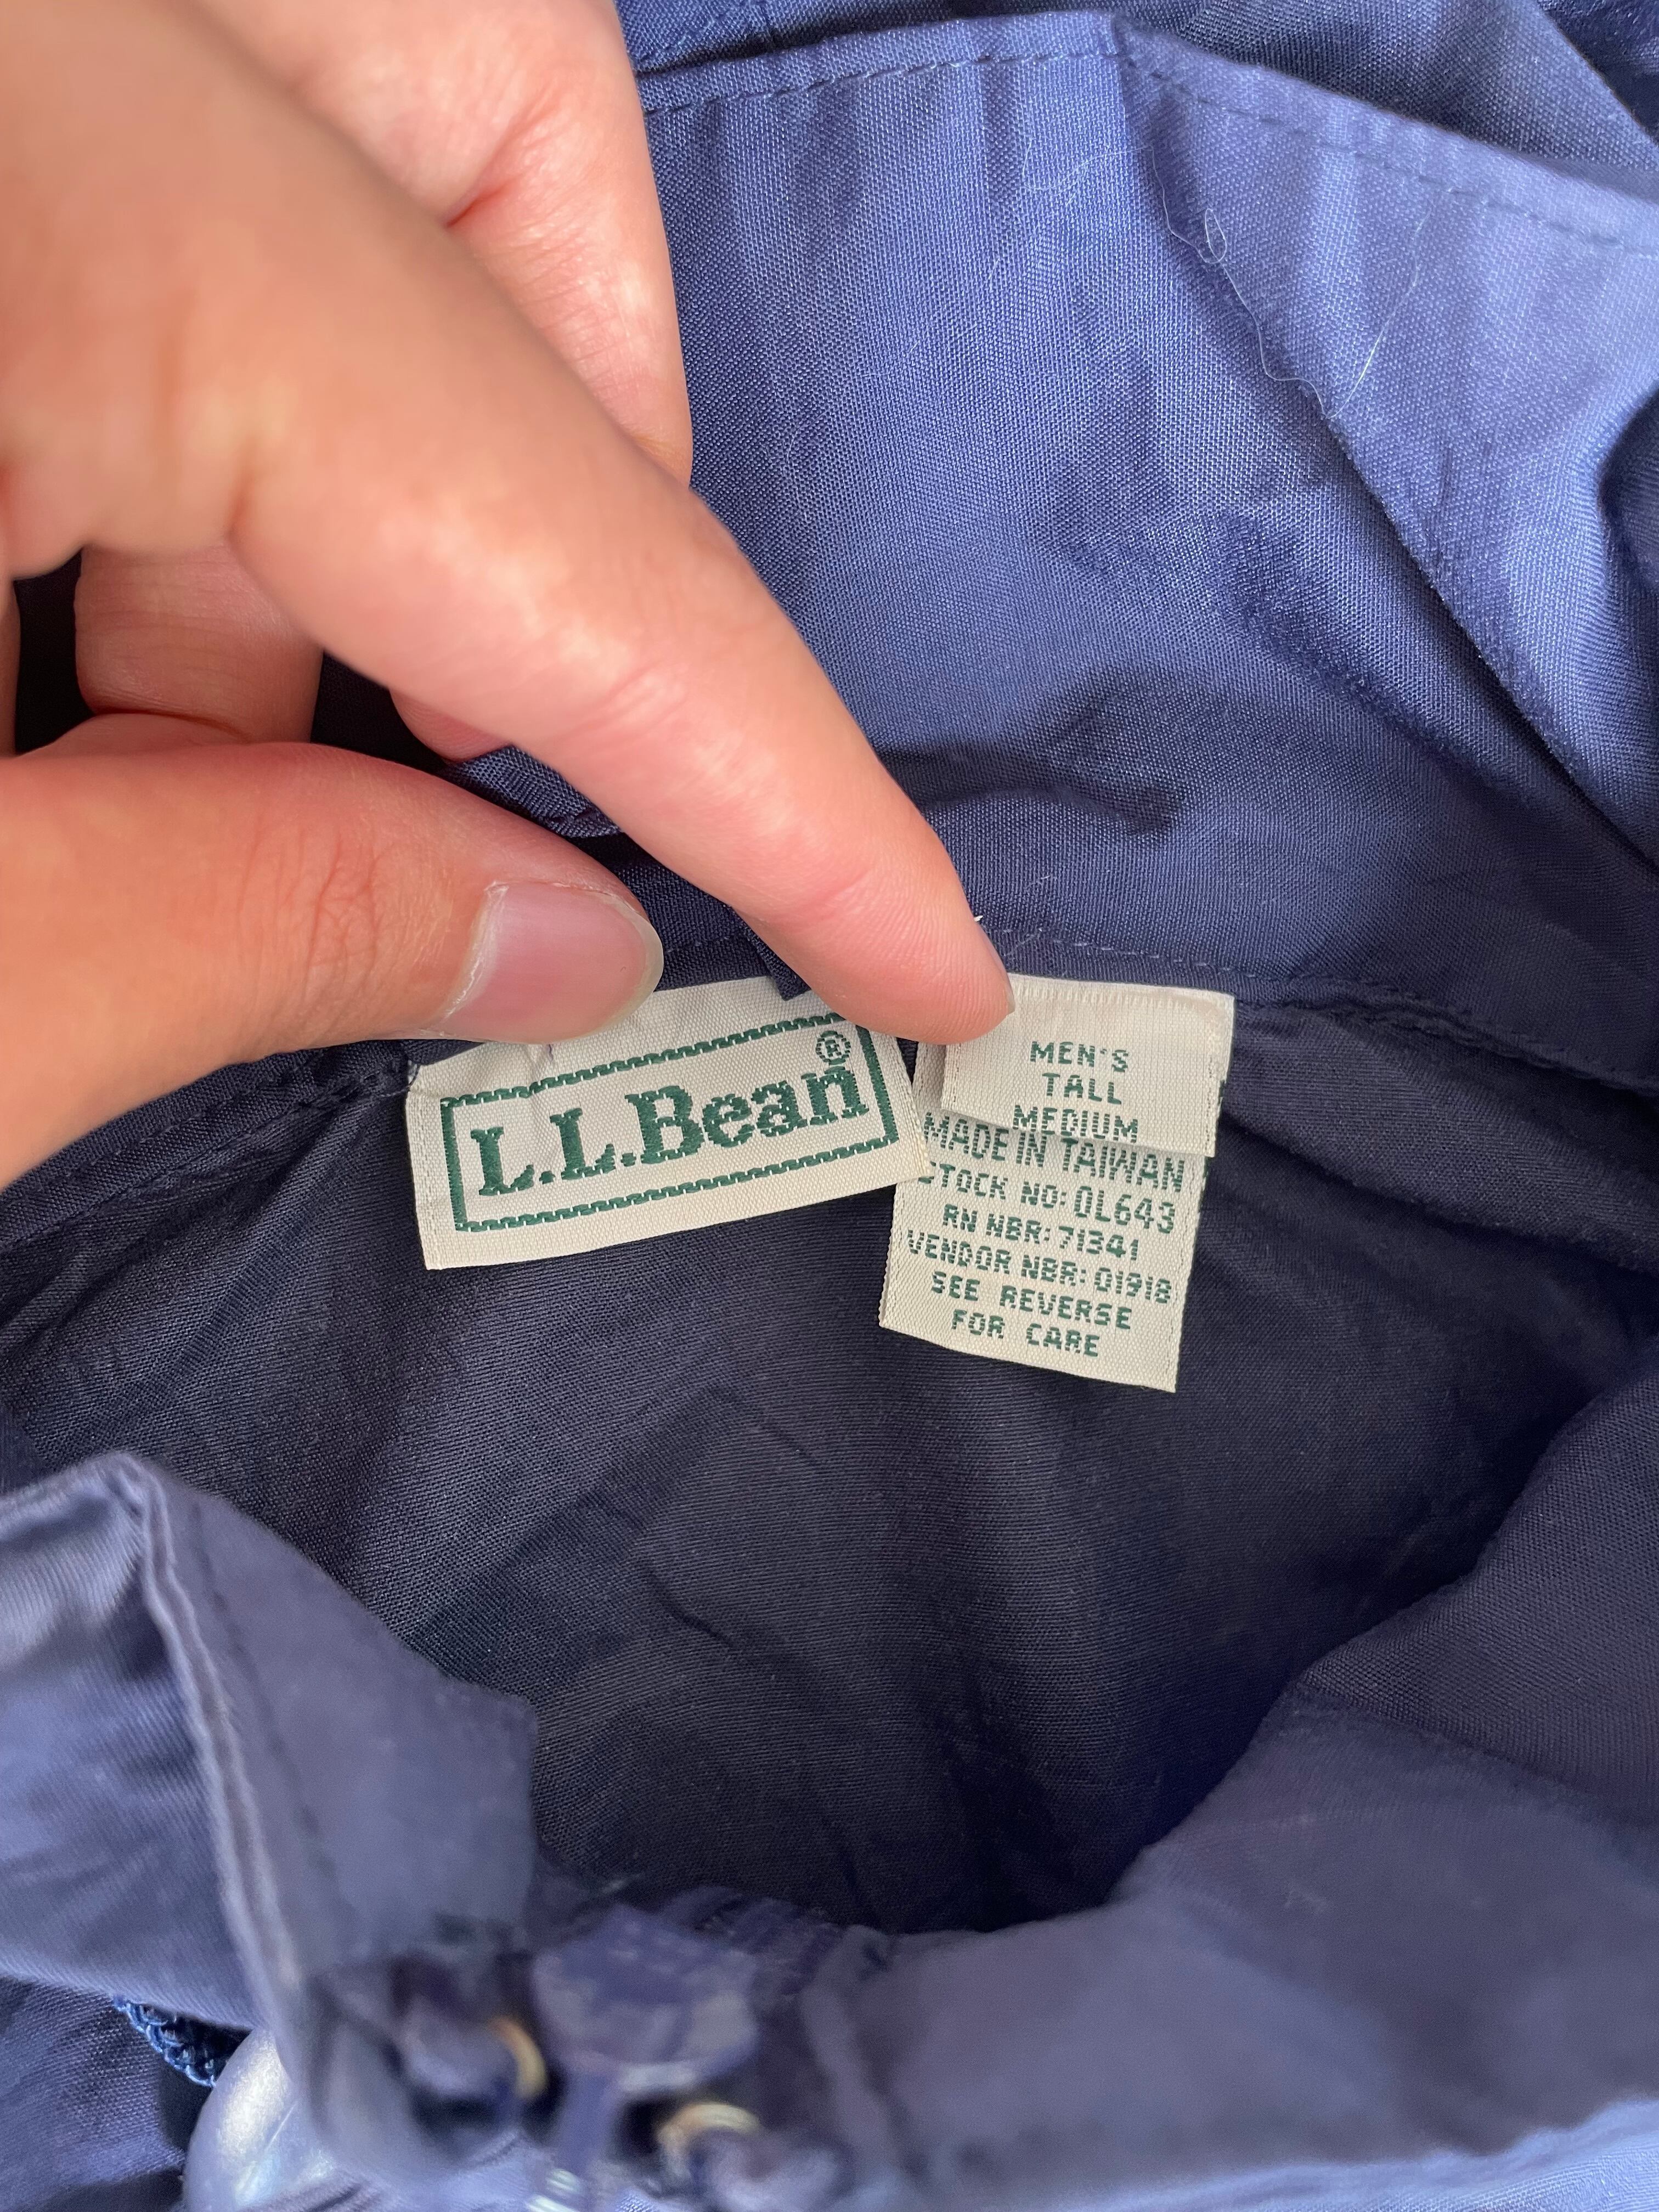 L.L.Bean®
MEN'S
TALL
MEDIUM
MADE IN TAIWAN
STOCK NO: 0L643
RN NBR: 71341
VENDOR NBR: 01918
SEE REVERSE
FOR CARE